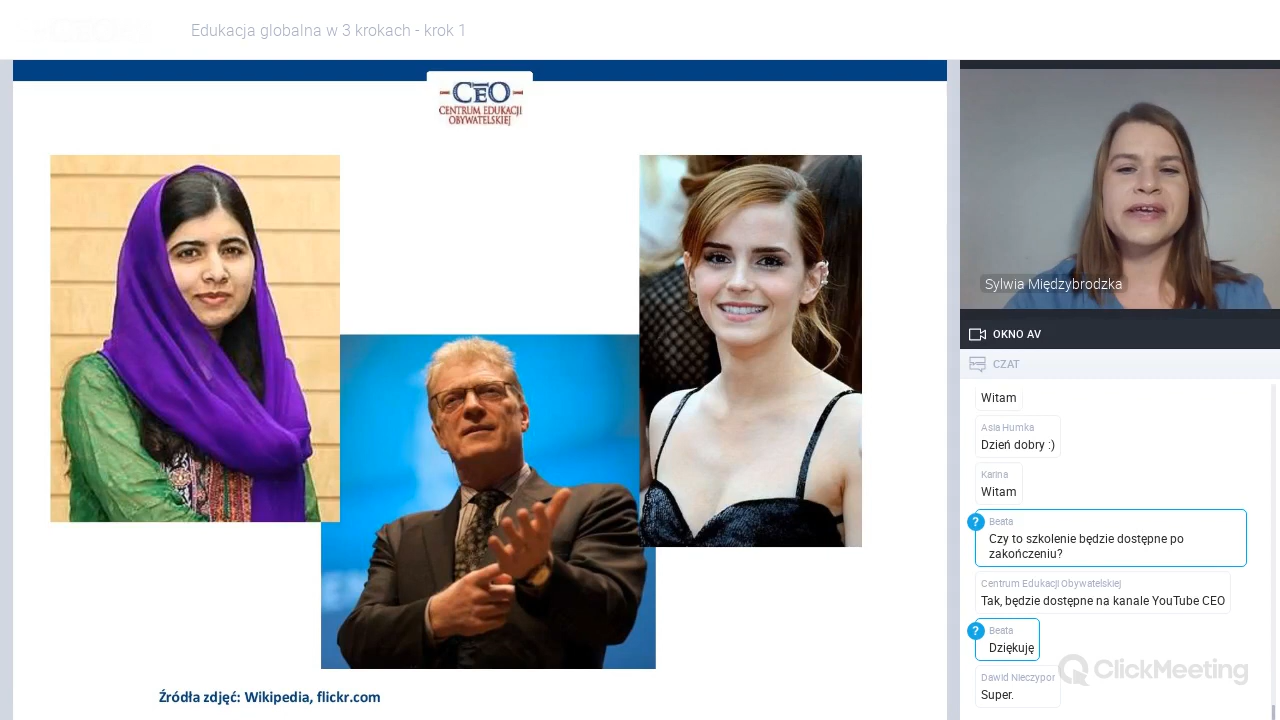 Edukacja globalna w 3 krokach - krok 1
CEO
CENTRUM EDUKACJI
OBYWATELSKIEJ
Źródła zdjęć: Wikipedia, flickr.com
Sylwia Międzybrodzka
OKNO AV
CZAT
Witam
Asia Humka
Dzień dobry :)
Karina
Witam
?
Beata
Czy to szkolenie będzie dostępne po
zakończeniu?
Centrum Edukacji Obywatelskiej
Tak, będzie dostępne na kanale YouTube CEO
?
Beata
Dziękuję
Dawid Nieczypor
Super.
ClickMeeting